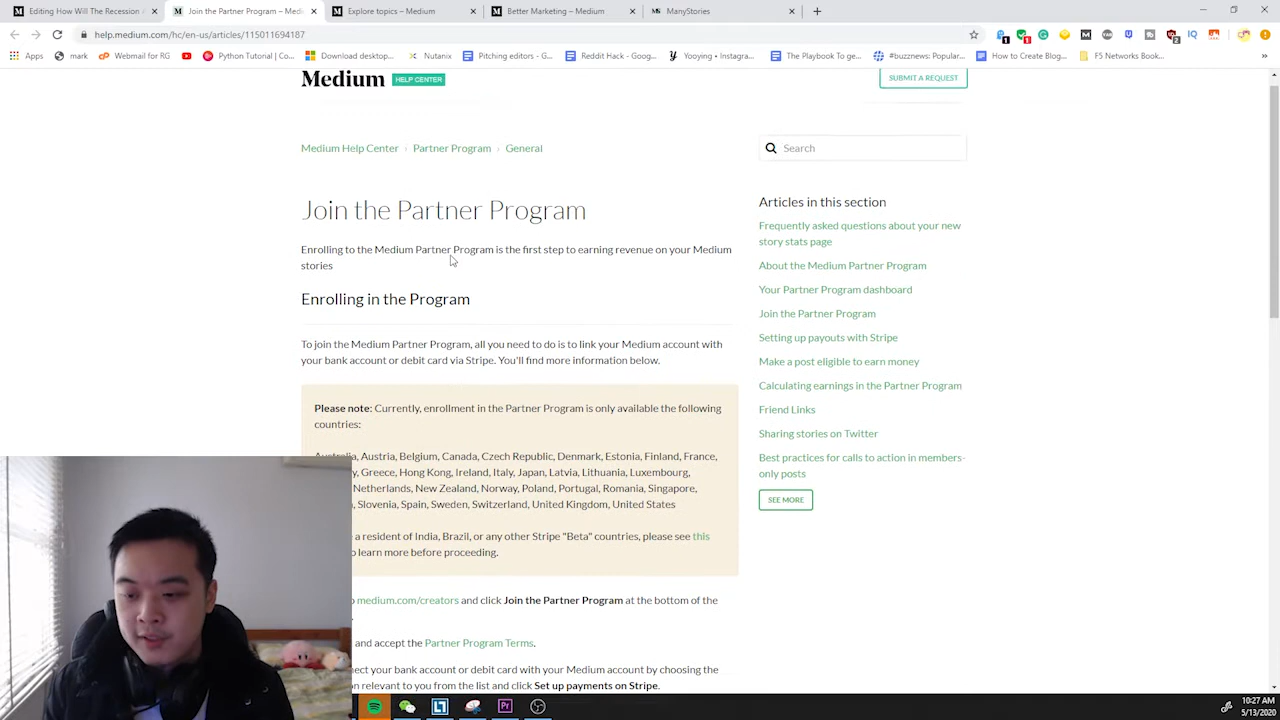 Editing How Will The Recession A
Join the Partner Program – Medi
Explore topics – Medium
Better Marketing – Medium
ManyStories
help.medium.com/hc/en-us/articles/115011694187
Apps
mark
Webmail for RG
Python Tutorial | Co...
Download desktop...
Nutanix
Pitching editors - G...
Reddit Hack - Goog...
Yooying • Instagra...
The Playbook To ge...
#buzznews: Popular...
How to Create Blog...
F5 Networks Book...
Medium HELP CENTER
SUBMIT A REQUEST
Medium Help Center › Partner Program › General
Search
Join the Partner Program
Enrolling to the Medium Partner Program is the first step to earning revenue on your Medium
stories
Enrolling in the Program
To join the Medium Partner Program, all you need to do is to link your Medium account with
your bank account or debit card via Stripe. You'll find more information below.
Please note: Currently, enrollment in the Partner Program is only available the following
countries:
Australia, Austria, Belgium, Canada, Czech Republic, Denmark, Estonia, Finland, France,
Greece, Hong Kong, Ireland, Italy, Japan, Latvia, Lithuania, Luxembourg,
Netherlands, New Zealand, Norway, Poland, Portugal, Romania, Singapore,
Slovenia, Spain, Sweden, Switzerland, United Kingdom, United States
a resident of India, Brazil, or any other Stripe "Beta" countries, please see this
to learn more before proceeding.
medium.com/creators and click Join the Partner Program at the bottom of the
and accept the Partner Program Terms.
your bank account or debit card with your Medium account by choosing the
relevant to you from the list and click Set up payments on Stripe.
Articles in this section
Frequently asked questions about your new
story stats page
About the Medium Partner Program
Your Partner Program dashboard
Join the Partner Program
Setting up payouts with Stripe
Make a post eligible to earn money
Calculating earnings in the Partner Program
Friend Links
Sharing stories on Twitter
Best practices for calls to action in members-
only posts
SEE MORE
10:27 AM
5/13/2020